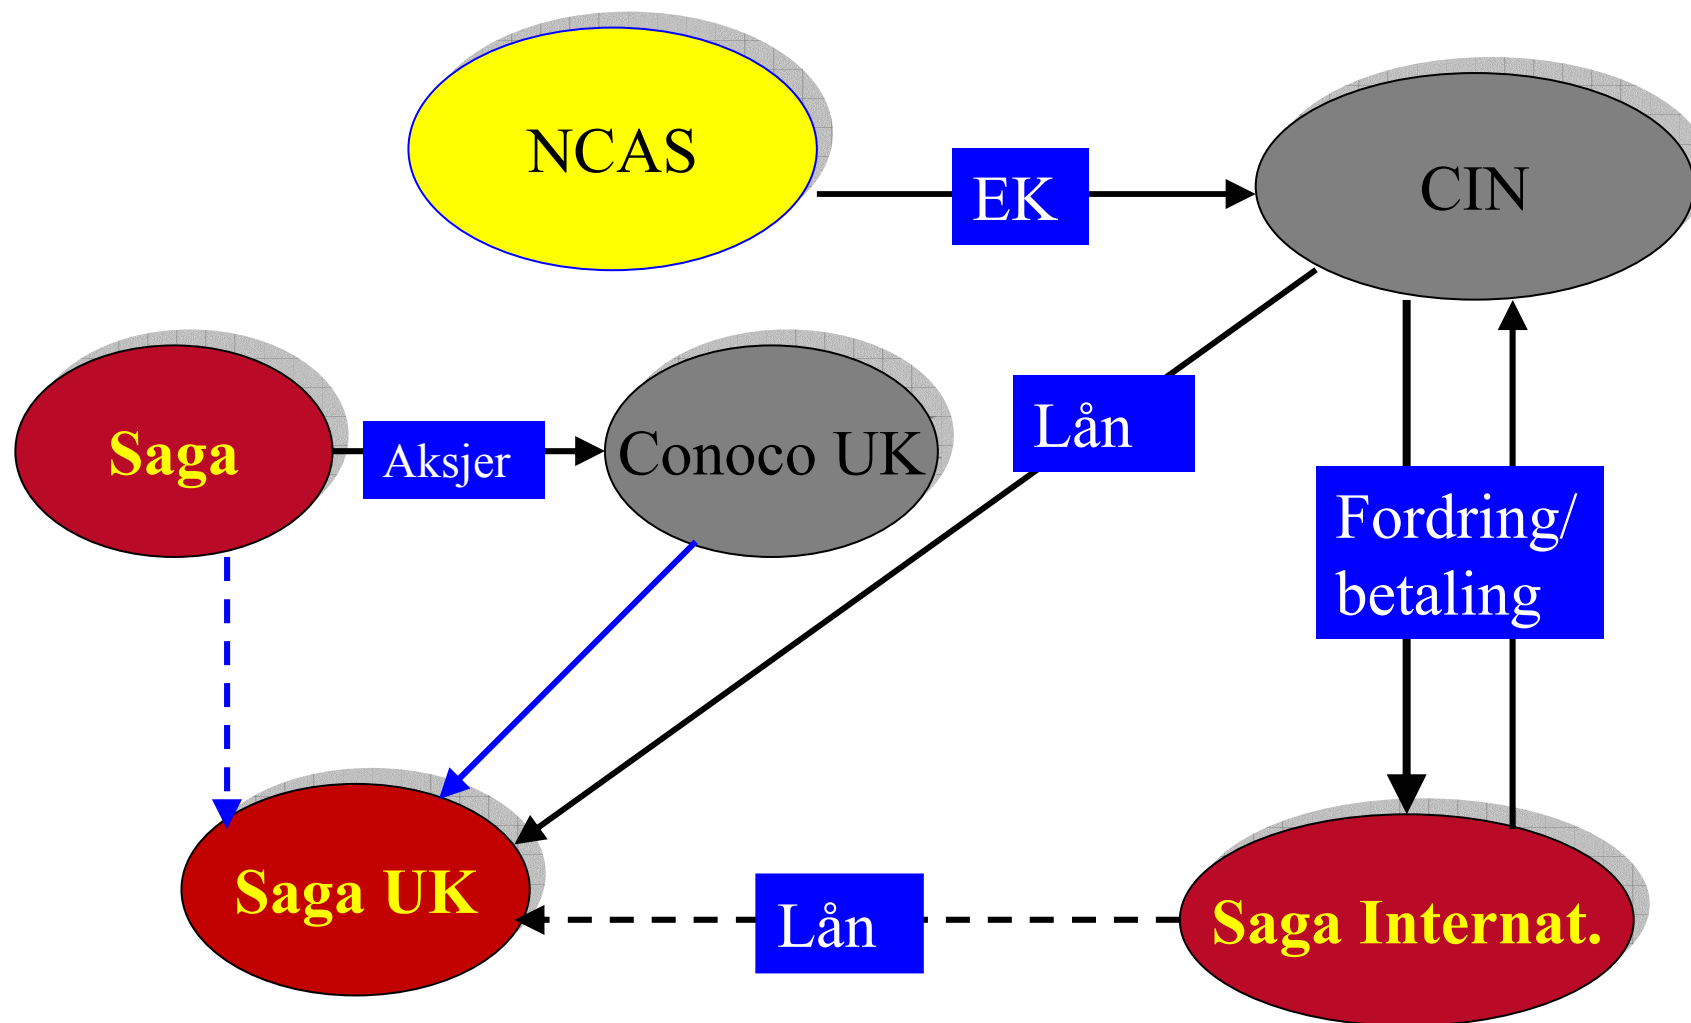 NCAS
EK
CIN
Saga
Aksjer
Conoco UK
Lån
Fordring/
betaling
Saga UK
Lån
Saga Internat.